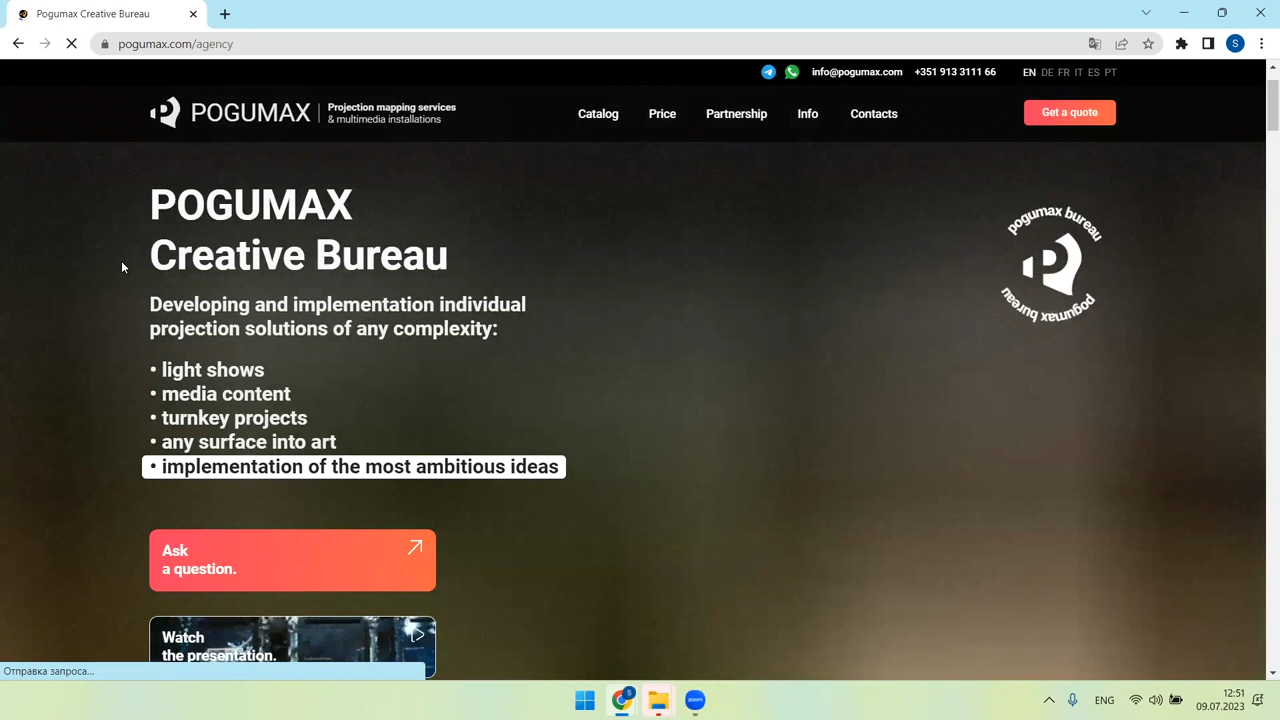 Pogumax Creative Bureau
pogumax.com/agency
S
info@pogumax.com +351 913 3111 66 EN DE FR IT ES PT
POGUMAX
Projection mapping services
& multimedia installations
Catalog Price Partnership Info Contacts
Get a quote
POGUMAX
Creative Bureau
pogumax bureau
pogumax bureau
Developing and implementation individual
projection solutions of any complexity:
• light shows
• media content
• turnkey projects
• any surface into art
• implementation of the most ambitious ideas
Ask
a question.
Watch
the presentation.
Отправка запроса...
S
zoom
ENG
12:51
09.07.2023